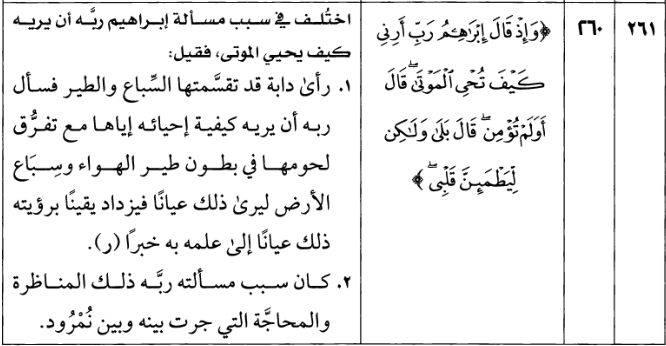 ٢٦١
٢٦٠
﴿وَإِذْ قَالَ إِبْرَٰهِـۧمُ رَبِّ أَرِنِي
كَيْفَ تُحْىِ ٱلْمَوْتَىٰ ۖ قَالَ
أَوَلَمْ تُؤْمِن ۖ قَالَ بَلَىٰ وَلَٰكِن
لِّيَطْمَئِنَّ قَلْبِى ۖ﴾
اختُلف في سبب مسألة إبراهيم ربَّه أن يريه
كيف يحيي الموتى، فقيل:
١. رأىٰ دابة قد تقسَّمتها السِّباع والطير فسأل
ربه أن يريه كيفية إحيائه إياها مع تفرُّق
لحومها في بطون طير الهواء وسِبَاع
الأرض ليرىٰ ذلك عيانًا فيزداد يقينًا برؤيته
ذلك عيانًا إلىٰ علمه به خبرًا (ر).
٢. كان سبب مسألته ربَّه ذلك المناظرة
والمحاجَّة التي جرت بينه وبين نُمْرُود.